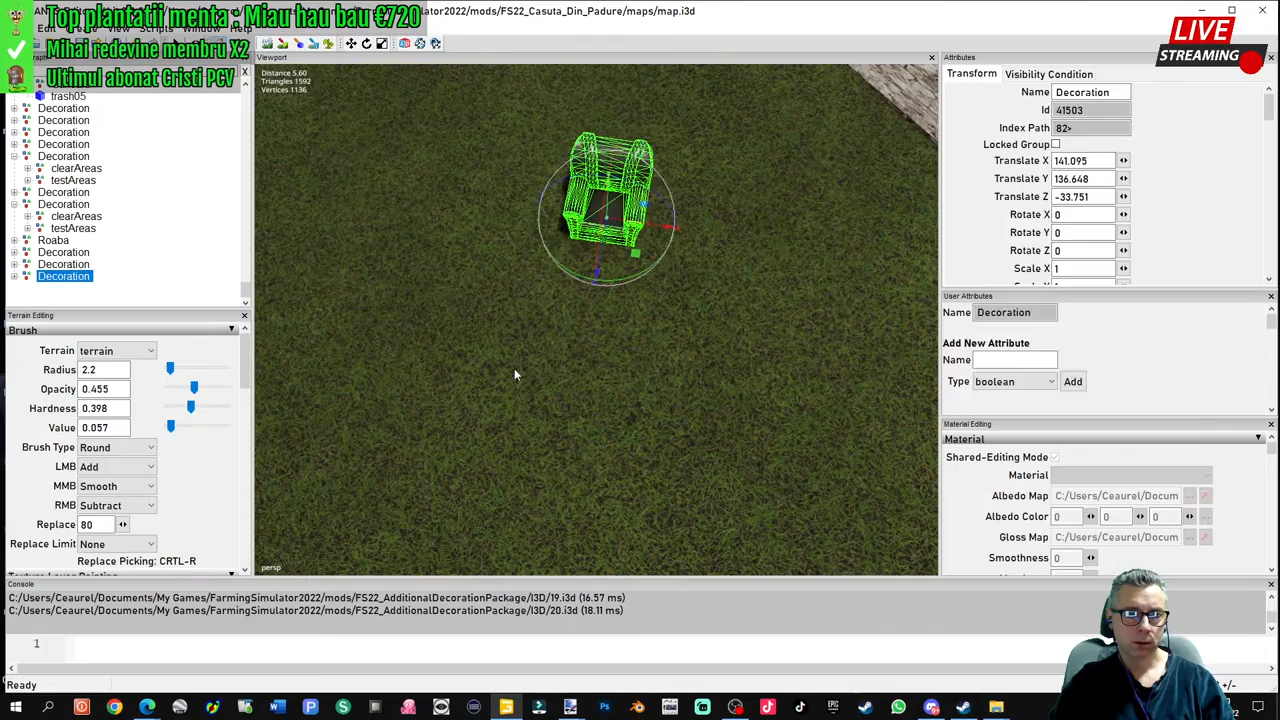 Top plantatii menta : Miau hau bau €720
Mihai redevine membru X2
Ultimul abonat Cristi PCV
Live
STREAMING
2022/mods/FS22_Casuta_Din_Padure/maps/map.i3d
Viewport
Distance 5.60
Triangles 1592
Vertices 1136
persp
trash05
Decoration
Decoration
Decoration
Decoration
Decoration
clearAreas
testAreas
Decoration
Decoration
clearAreas
testAreas
Roaba
Decoration
Decoration
Decoration
Terrain Editing
Brush
Terrain terrain
Radius 2.2
Opacity 0.455
Hardness 0.398
Value 0.057
Brush Type Round
LMB Add
MMB Smooth
RMB Subtract
Replace 80
Replace Limit None
Replace Picking: CRTL-R
Attributes
Transform Visibility Condition
Name Decoration
Id 41503
Index Path 82>
Locked Group
Translate X 141.095
Translate Y 136.648
Translate Z -33.751
Rotate X 0
Rotate Y 0
Rotate Z 0
Scale X 1
User Attributes
Name Decoration
Add New Attribute
Name
Type boolean Add
Material Editing
Material
Shared-Editing Mode
Material
Albedo Map C:/Users/Ceaurel/Docum ...
Albedo Color 0 0 0 ...
Gloss Map C:/Users/Ceaurel/Docum ...
Smoothness 0
Console
C:/Users/Ceaurel/Documents/My Games/FarmingSimulator2022/mods/FS22_AdditionalDecorationPackage/I3D/19.i3d (16.57 ms)
C:/Users/Ceaurel/Documents/My Games/FarmingSimulator2022/mods/FS22_AdditionalDecorationPackage/I3D/20.i3d (18.11 ms)
1
Ready
+/-